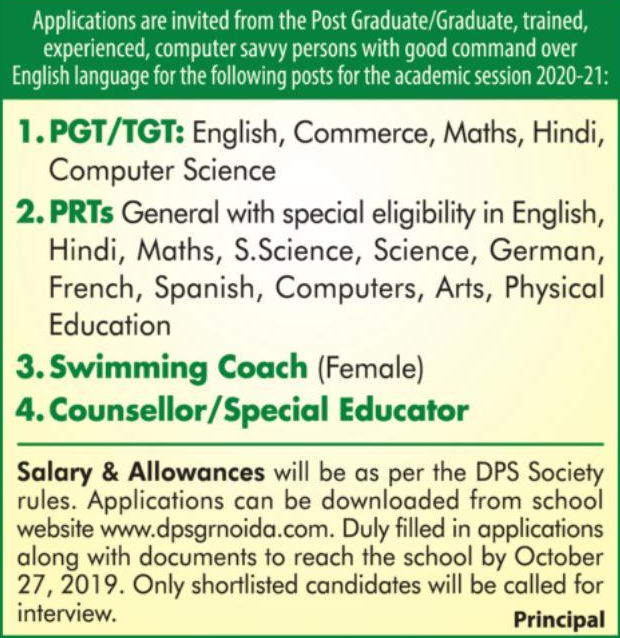 Applications are invited from the Post Graduate/Graduate, trained,
experienced, computer savvy persons with good command over
English language for the following posts for the academic session 2020-21:
1. PGT/TGT: English, Commerce, Maths, Hindi,
Computer Science
2. PRTs General with special eligibility in English,
Hindi, Maths, S.Science, Science, German,
French, Spanish, Computers, Arts, Physical
Education
3. Swimming Coach (Female)
4. Counsellor/Special Educator
Salary & Allowances will be as per the DPS Society
rules. Applications can be downloaded from school
website www.dpsgrnoida.com. Duly filled in applications
along with documents to reach the school by October
27, 2019. Only shortlisted candidates will be called for
interview.
Principal